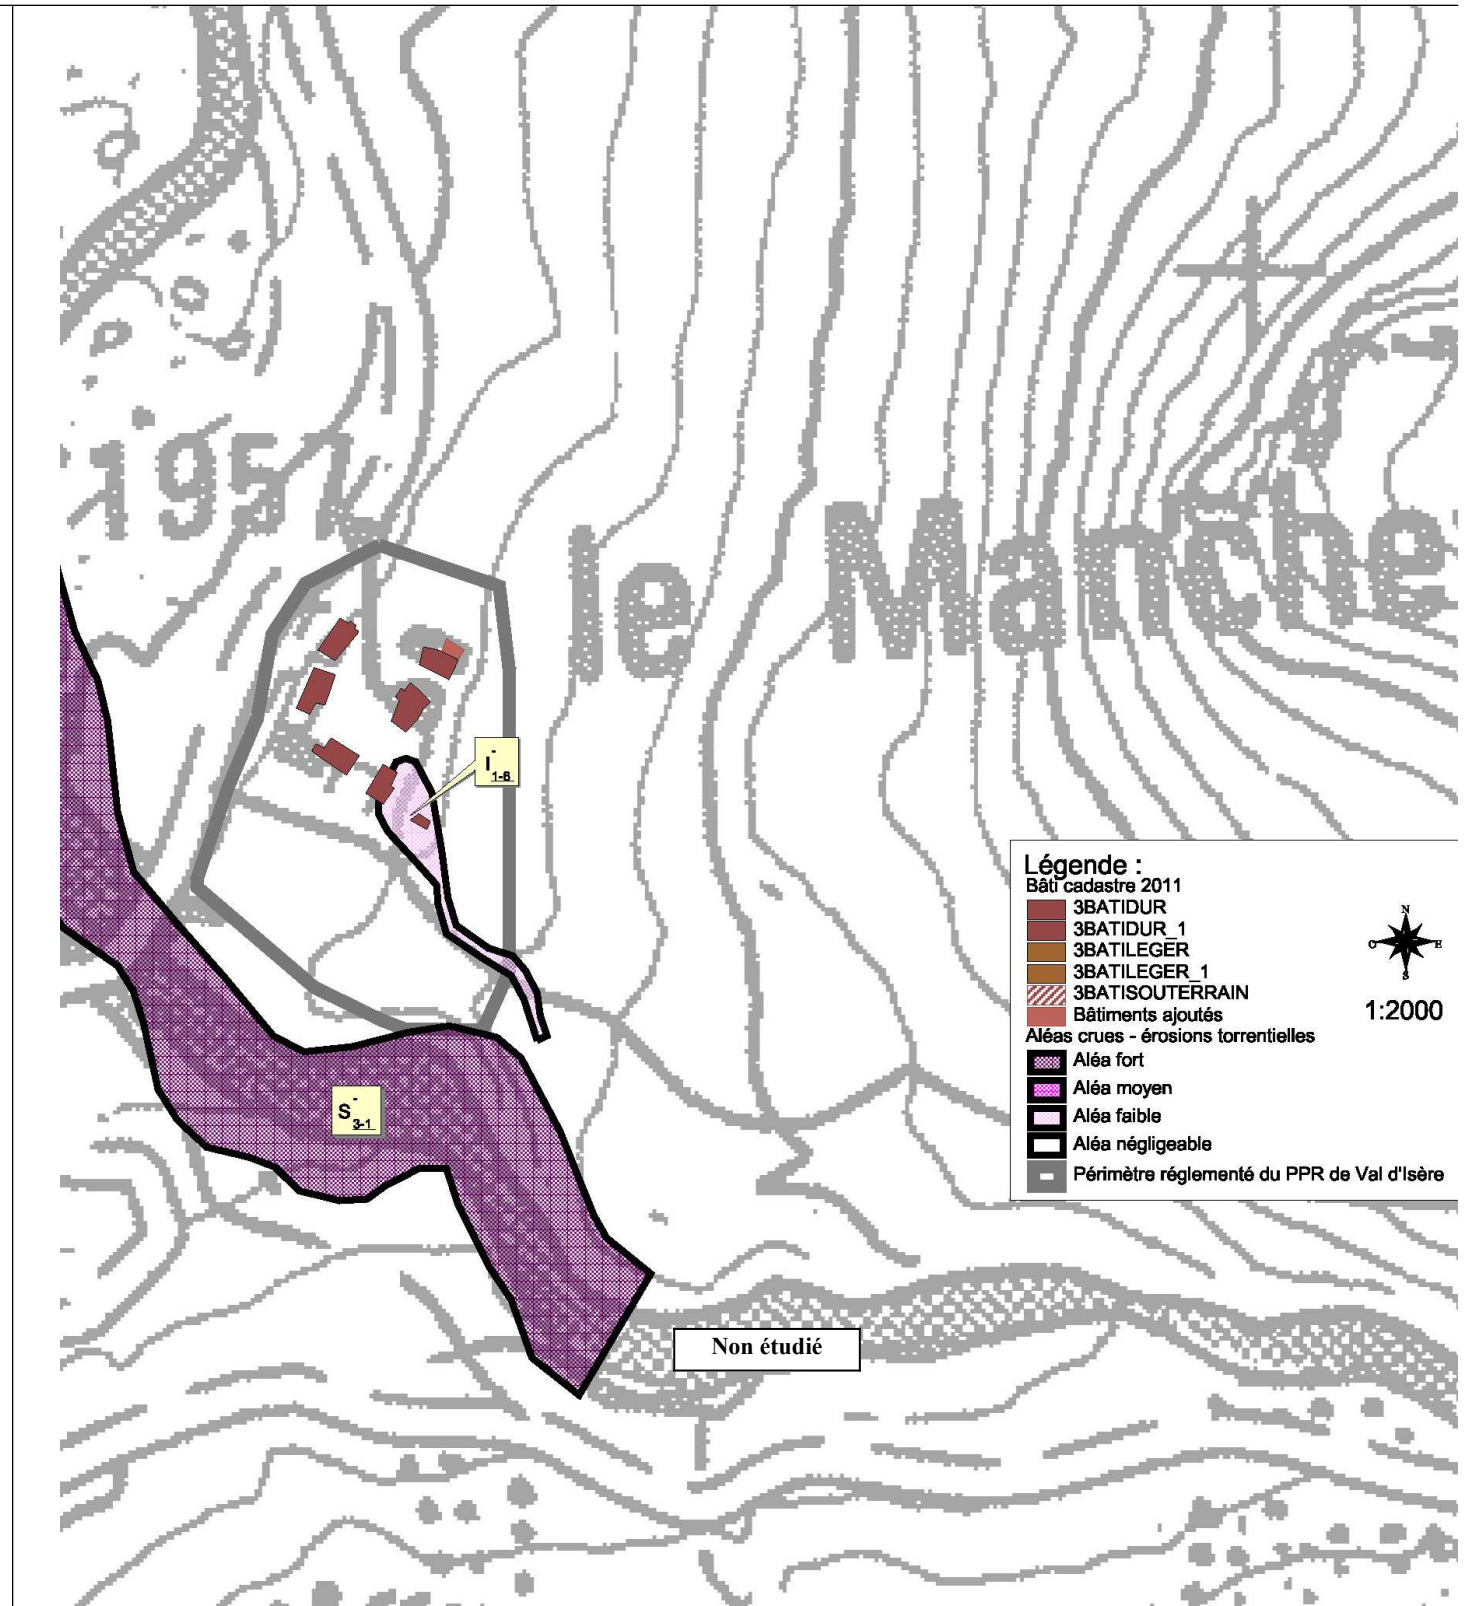 1957
le Manche
I -
1-6
Légende :
Bâti cadastre 2011
3BATIDUR
3BATIDUR_1
3BATILEGER
3BATILEGER_1
3BATISOUTERRAIN
Bâtiments ajoutés
Aléas crues - érosions torrentielles
Aléa fort
Aléa moyen
Aléa faible
Aléa négligeable
Périmètre réglementé du PPR de Val d'Isère
N
O E
S
1:2000
S -
3-1
Non étudié